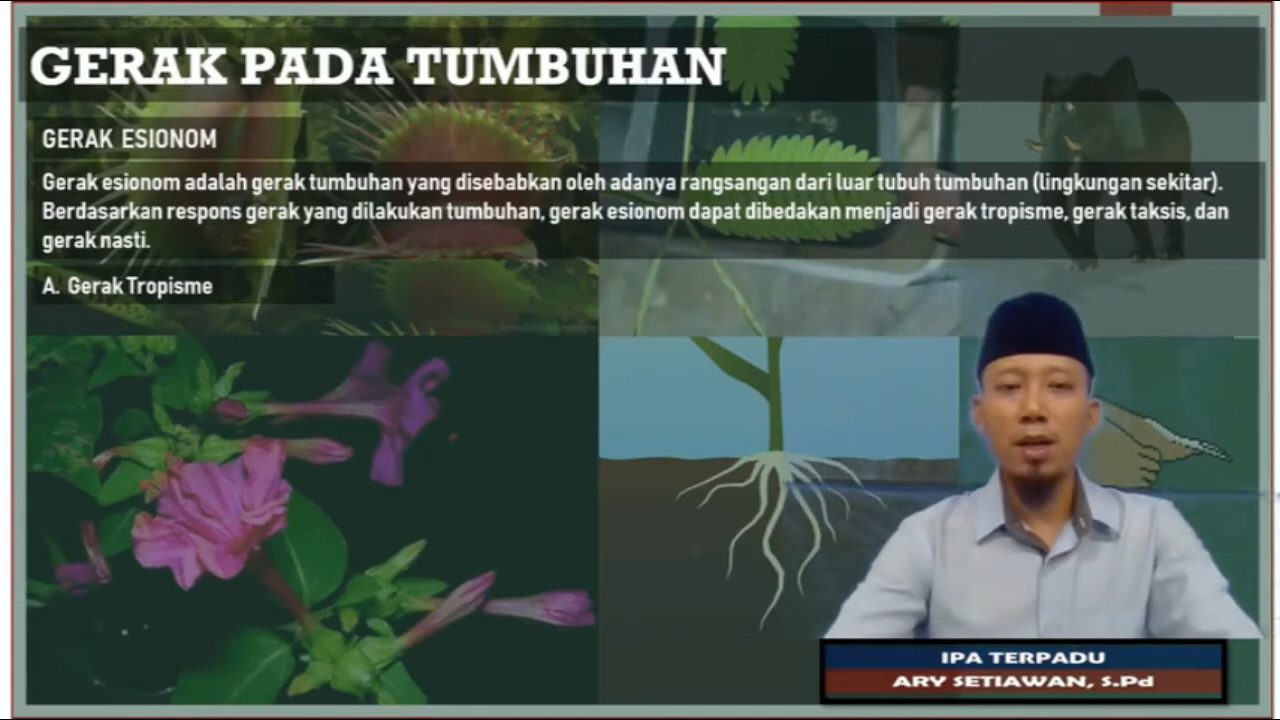 GERAK PADA TUMBUHAN
GERAK ESIONOM
Gerak esionom adalah gerak tumbuhan yang disebabkan oleh adanya rangsangan dari luar tubuh tumbuhan (lingkungan sekitar).
Berdasarkan respons gerak yang dilakukan tumbuhan, gerak esionom dapat dibedakan menjadi gerak tropisme, gerak taksis, dan
gerak nasti.
A. Gerak Tropisme
IPA TERPADU
ARY SETIAWAN, S.Pd